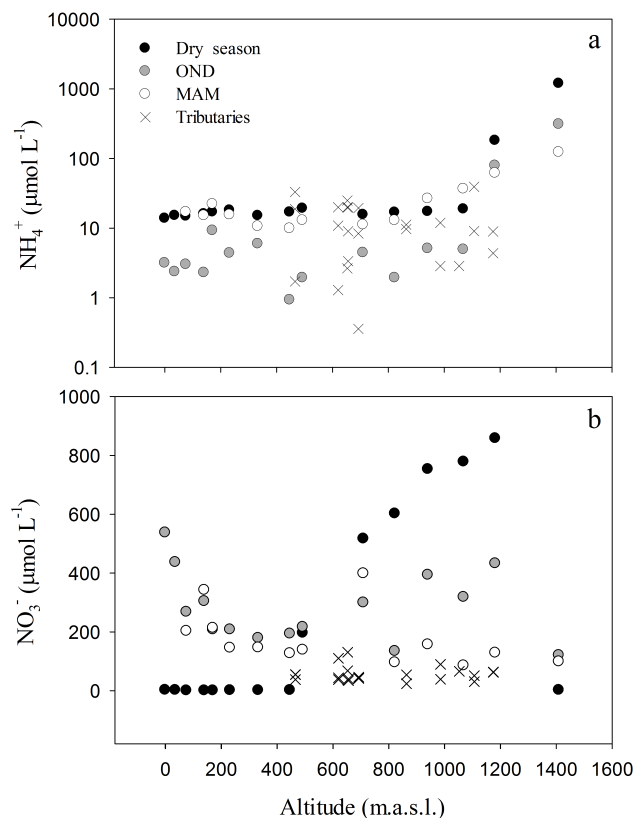 10000
1000
100
10
1
0.1
NH₄⁺ (μmol L⁻¹)
a
Dry season
OND
MAM
Tributaries
1000
800
600
400
200
0
NO₃⁻ (μmol L⁻¹)
b
0 200 400 600 800 1000 1200 1400 1600
Altitude (m.a.s.l.)